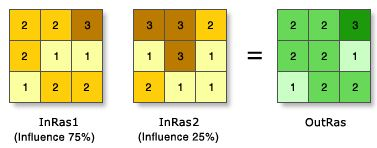 2 2 3 3 3 2 2 2 3
2 1 1 1 3 1 = 2 2 1
1 2 2 2 1 1 1 2 2
InRas1 InRas2 OutRas
(Influence 75%) (Influence 25%)